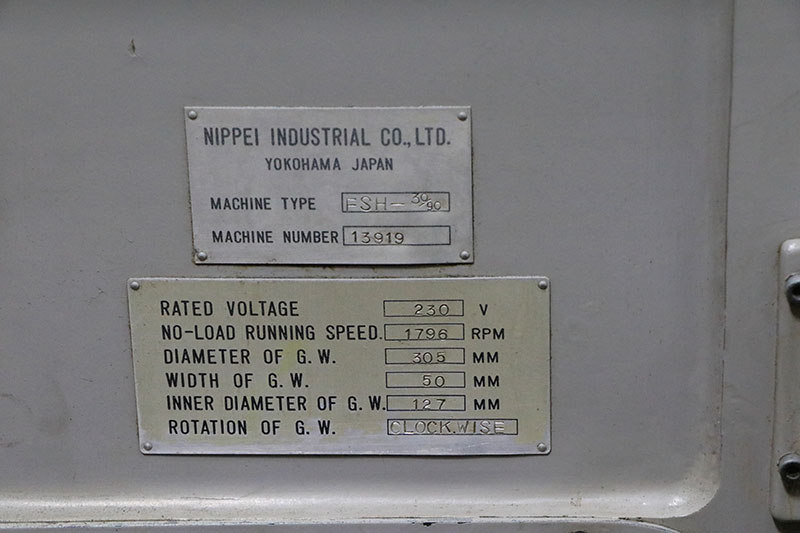 NIPPEI INDUSTRIAL CO.,LTD.
YOKOHAMA JAPAN
MACHINE TYPE FSH-30/90
MACHINE NUMBER 13919
RATED VOLTAGE 230 V
NO-LOAD RUNNING SPEED. 1796 RPM
DIAMETER OF G.W. 305 MM
WIDTH OF G.W. 50 MM
INNER DIAMETER OF G.W. 127 MM
ROTATION OF G.W. CLOCK.WISE